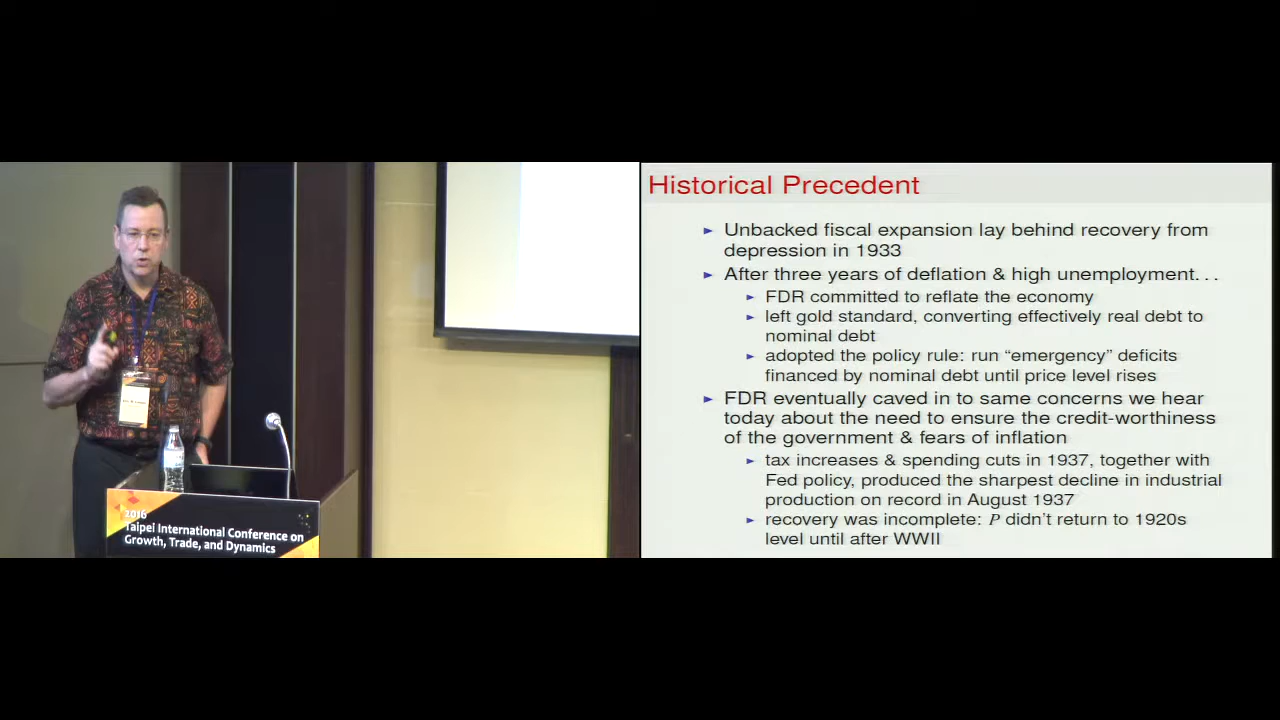 2016
Taipei International Conference on
Growth, Trade, and Dynamics
Historical Precedent
► Unbacked fiscal expansion lay behind recovery from
depression in 1933
► After three years of deflation & high unemployment...
► FDR committed to reflate the economy
► left gold standard, converting effectively real debt to
nominal debt
► adopted the policy rule: run “emergency” deficits
financed by nominal debt until price level rises
► FDR eventually caved in to same concerns we hear
today about the need to ensure the credit-worthiness
of the government & fears of inflation
► tax increases & spending cuts in 1937, together with
Fed policy, produced the sharpest decline in industrial
production on record in August 1937
► recovery was incomplete: P didn’t return to 1920s
level until after WWII